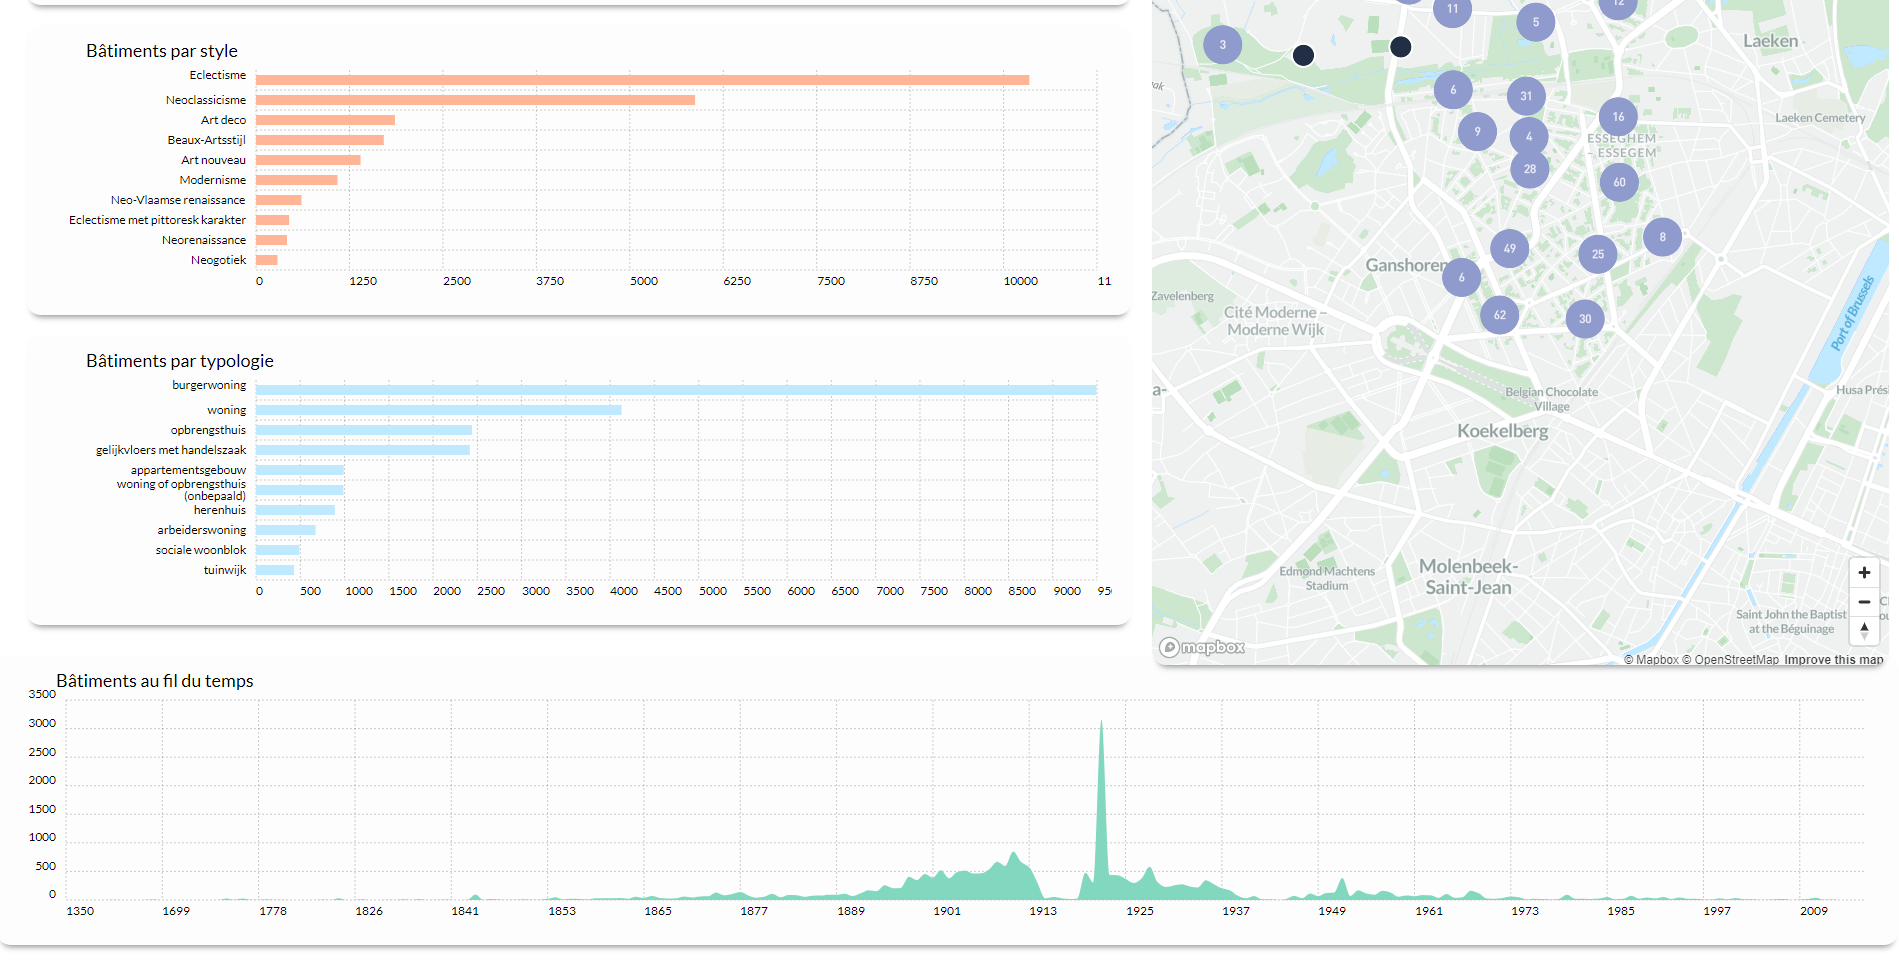 Bâtiments par style
Eclectisme
Neoclassicisme
Art deco
Beaux-Artsstijl
Art nouveau
Modernisme
Neo-Vlaamse renaissance
Eclectisme met pittoresk karakter
Neorenaissance
Neogotiek
0 1250 2500 3750 5000 6250 7500 8750 10000 11
Bâtiments par typologie
burgerwoning
woning
opbrengsthuis
gelijkvloers met handelszaak
appartementsgebouw
woning of opbrengsthuis
(onbepaald)
herenhuis
arbeiderswoning
sociale woonblok
tuinwijk
0 500 1000 1500 2000 2500 3000 3500 4000 4500 5000 5500 6000 6500 7000 7500 8000 8500 9000 950
Bâtiments au fil du temps
3500
3000
2500
2000
1500
1000
500
0
1350 1699 1778 1826 1841 1853 1865 1877 1889 1901 1913 1925 1937 1949 1961 1973 1985 1997 2009
11
12
5
3
Laeken
6
31
16
Laeken Cemetery
9
4
ESSEGHEM
- ESSEGEM
28
60
8
49
25
Ganshoren
6
Zavelenberg
Cité Moderne -
Moderne Wijk
62
30
Port of Brussels
Belgian Chocolate
Village
Husa Prési
Koekelberg
Edmond Machtens
Stadium
Molenbeek-
Saint-Jean
Saint John the Baptist
at the Béguinage
+
−
mapbox
© Mapbox © OpenStreetMap Improve this map